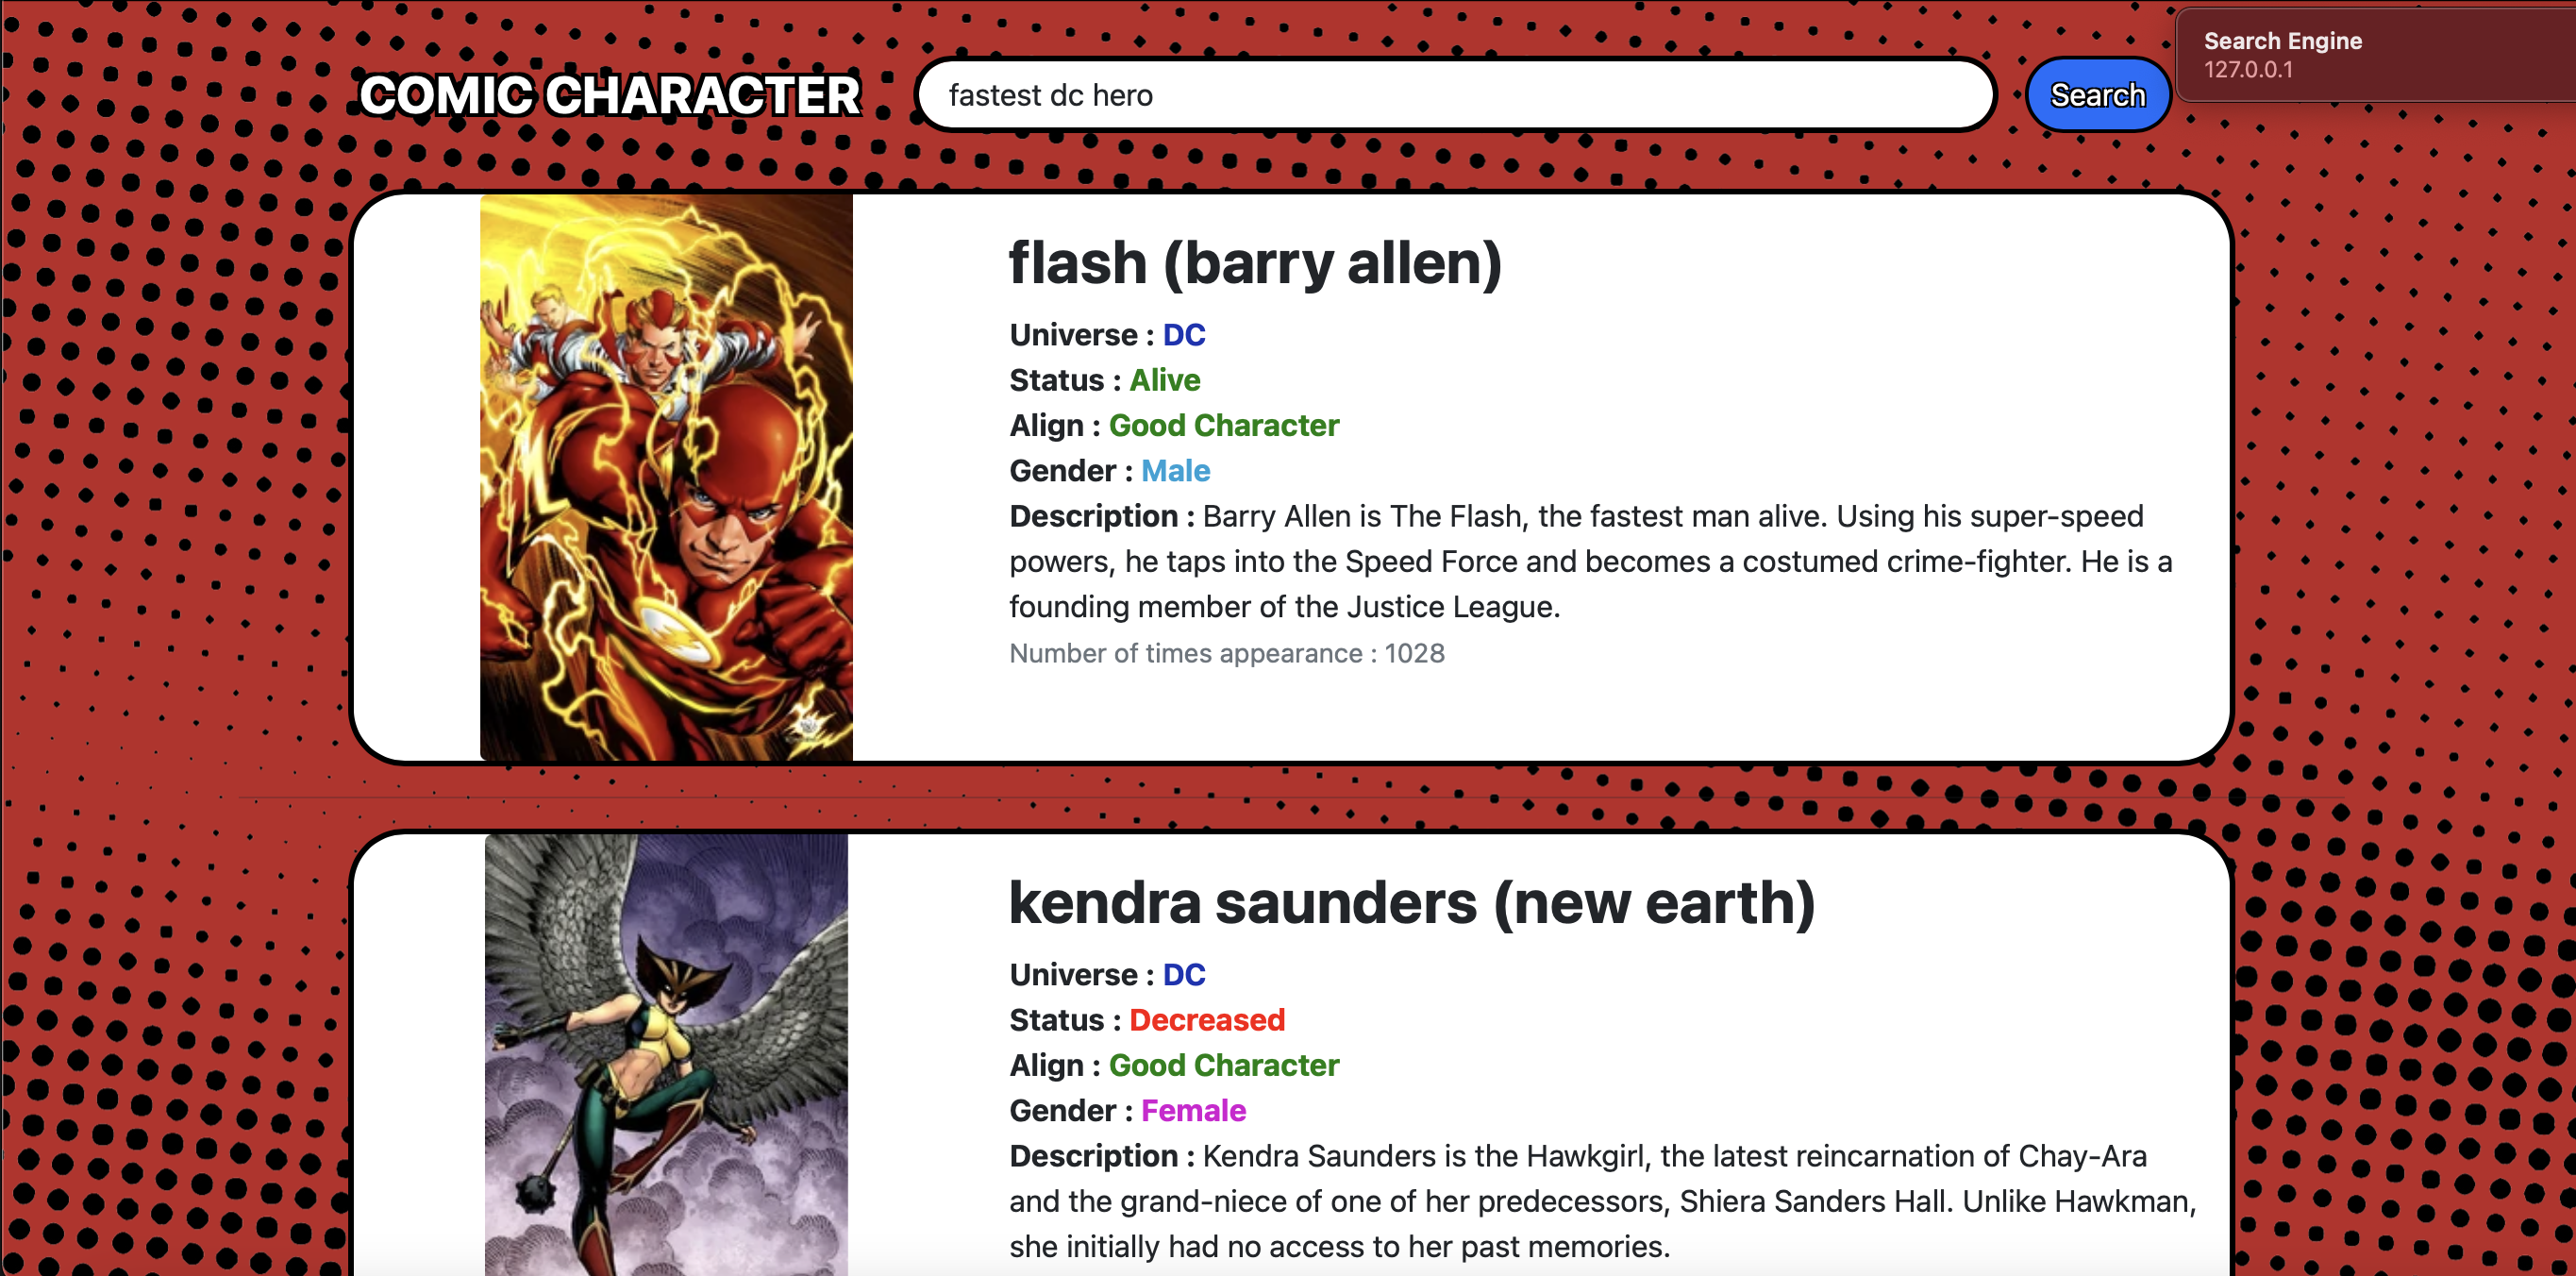 Search Engine
127.0.0.1
COMIC CHARACTER
fastest dc hero
Search
flash (barry allen)
Universe : DC
Status : Alive
Align : Good Character
Gender : Male
Description : Barry Allen is The Flash, the fastest man alive. Using his super-speed
powers, he taps into the Speed Force and becomes a costumed crime-fighter. He is a
founding member of the Justice League.
Number of times appearance : 1028
kendra saunders (new earth)
Universe : DC
Status : Decreased
Align : Good Character
Gender : Female
Description : Kendra Saunders is the Hawkgirl, the latest reincarnation of Chay-Ara
and the grand-niece of one of her predecessors, Shiera Sanders Hall. Unlike Hawkman,
she initially had no access to her past memories.